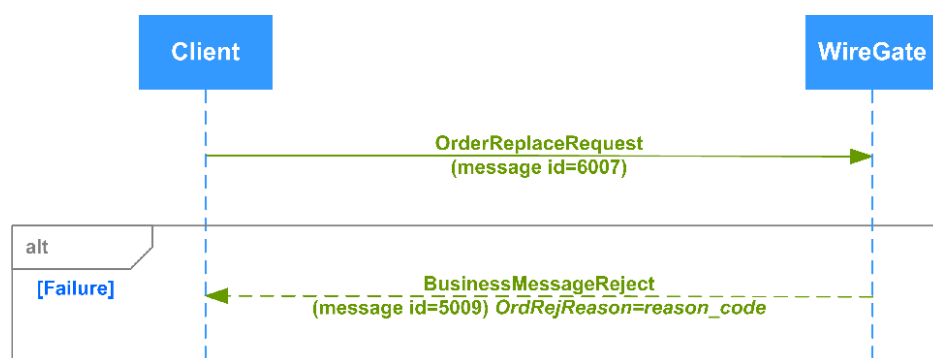 Client
WireGate
OrderReplaceRequest
(message id=6007)
alt
[Failure]
BusinessMessageReject
(message id=5009) OrdRejReason=reason_code